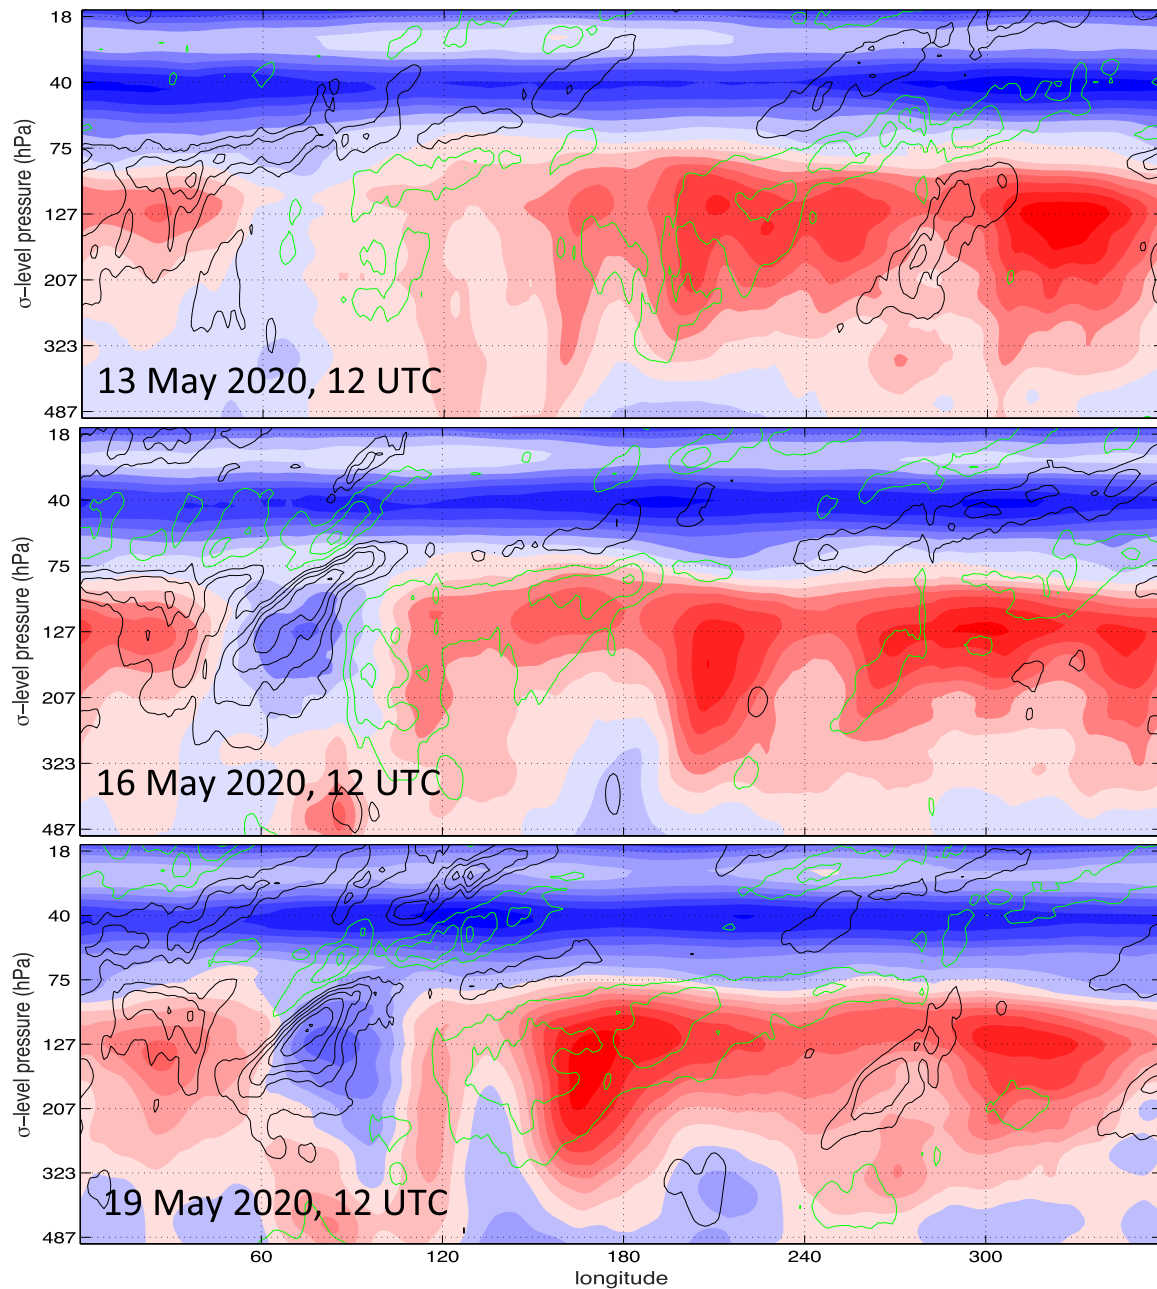 18
40
75
127
207
323
487
σ–level pressure (hPa)
13 May 2020, 12 UTC
18
40
75
127
207
323
487
σ–level pressure (hPa)
16 May 2020, 12 UTC
18
40
75
127
207
323
487
σ–level pressure (hPa)
19 May 2020, 12 UTC
60 120 180 240 300
longitude